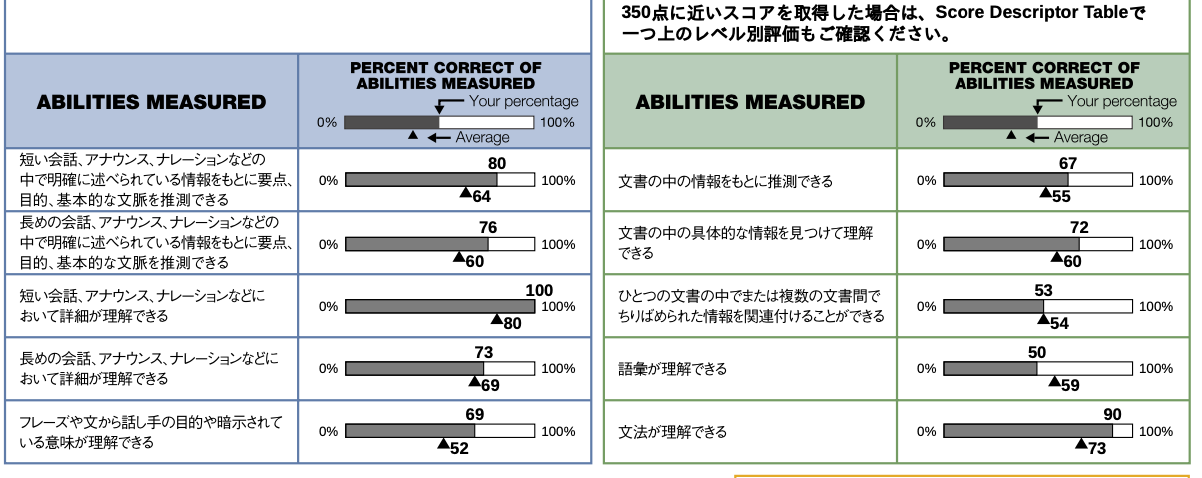 350点に近いスコアを取得した場合は、Score Descriptor Tableで
一つ上のレベル別評価もご確認ください。
ABILITIES MEASURED
PERCENT CORRECT OF
ABILITIES MEASURED
Your percentage
0%
100%
Average
短い会話、アナウンス、ナレーションなどの
中で明確に述べられている情報をもとに要点、
目的、基本的な文脈を推測できる
80
0%
100%
64
長めの会話、アナウンス、ナレーションなどの
中で明確に述べられている情報をもとに要点、
目的、基本的な文脈を推測できる
76
0%
100%
60
短い会話、アナウンス、ナレーションなどに
おいて詳細が理解できる
100
0%
100%
80
長めの会話、アナウンス、ナレーションなどに
おいて詳細が理解できる
73
0%
100%
69
フレーズや文から話し手の目的や暗示されて
いる意味が理解できる
69
0%
100%
52
ABILITIES MEASURED
PERCENT CORRECT OF
ABILITIES MEASURED
Your percentage
0%
100%
Average
文書の中の情報をもとに推測できる
67
0%
100%
55
文書の中の具体的な情報を見つけて理解
できる
72
0%
100%
60
ひとつの文書の中でまたは複数の文書間で
ちりばめられた情報を関連付けることができる
53
0%
100%
54
語彙が理解できる
50
0%
100%
59
文法が理解できる
90
0%
100%
73